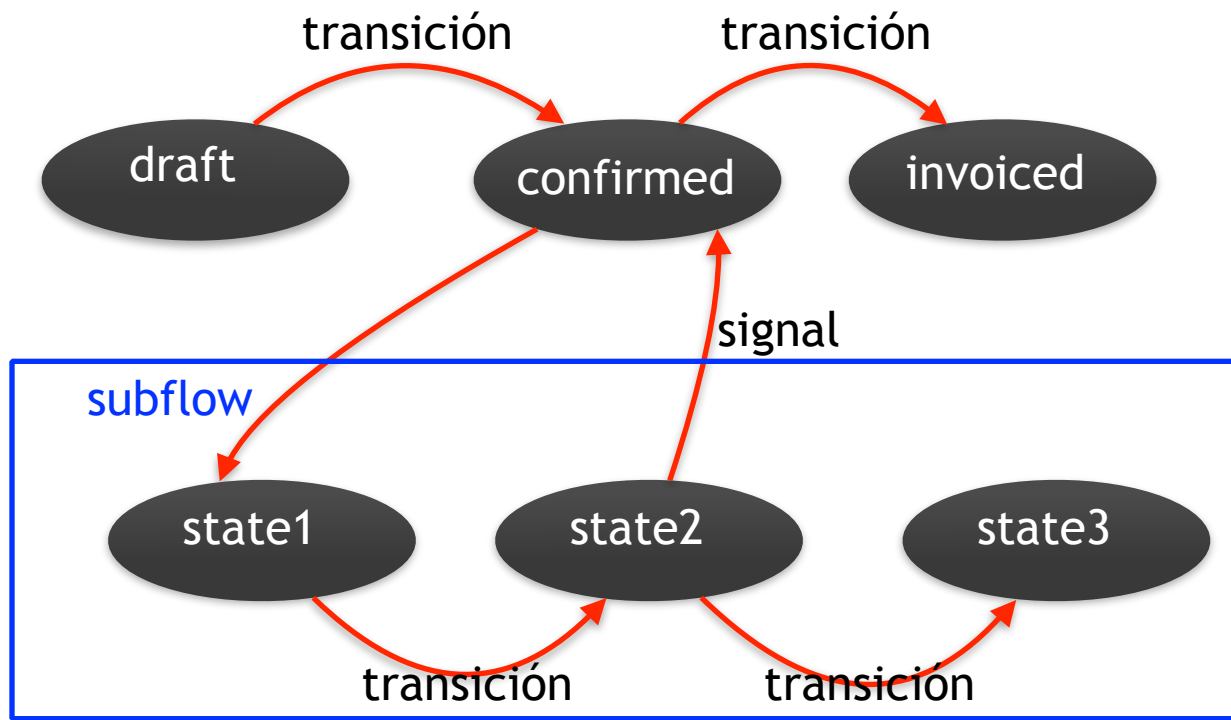 transición
transición
draft
confirmed
invoiced
signal
subflow
state1
state2
state3
transición
transición